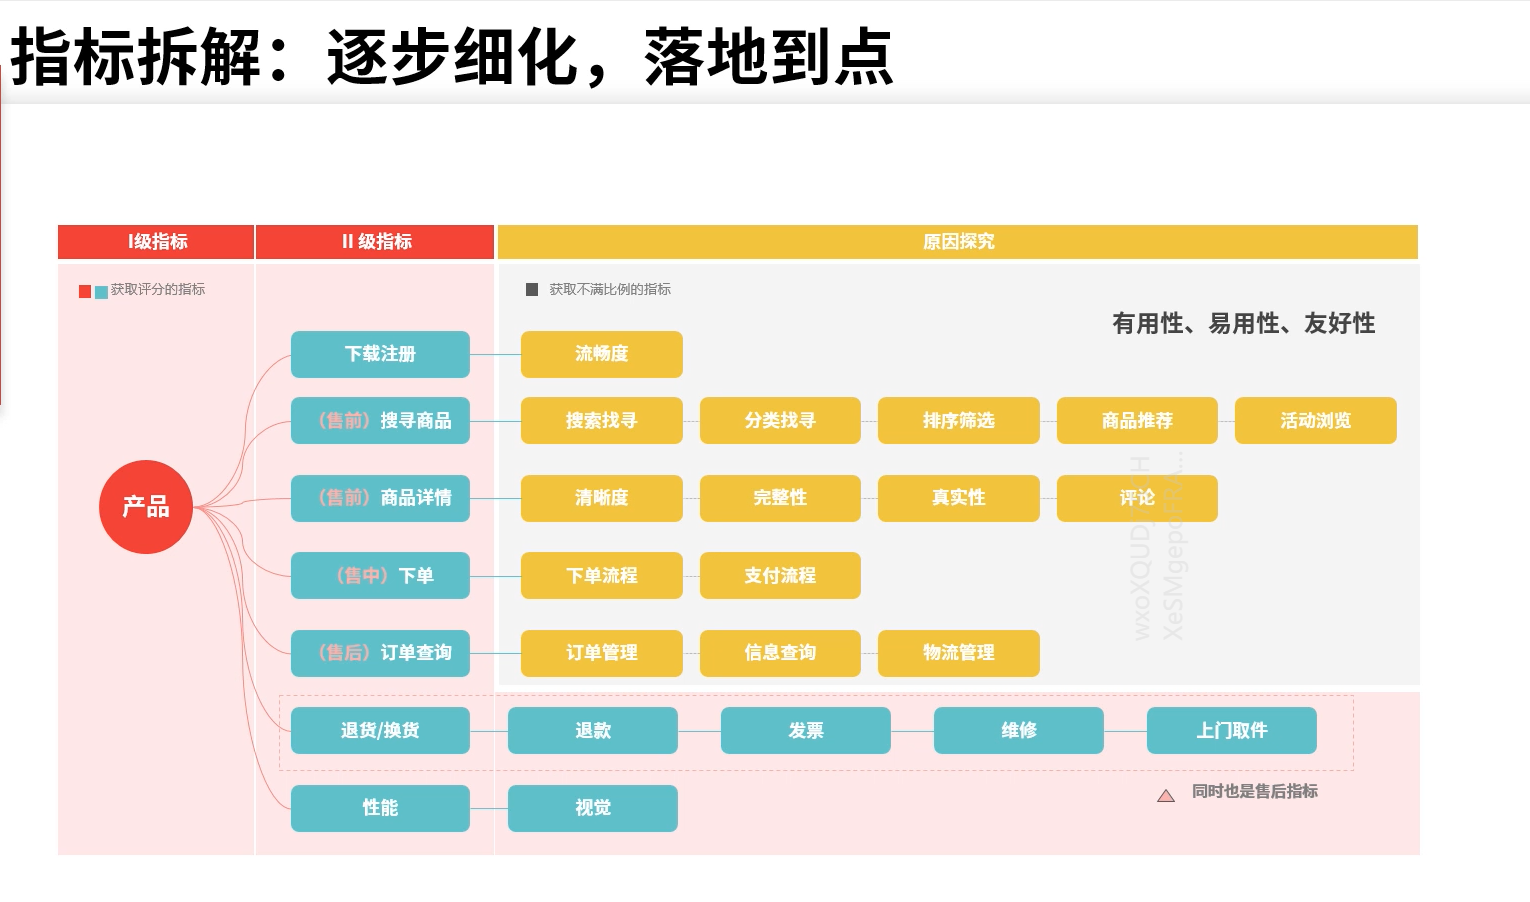 指标拆解：逐步细化，落地到点
I级指标
II 级指标
原因探究
获取评分的指标
获取不满比例的指标
有用性、易用性、友好性
下载注册
流畅度
（售前）搜寻商品
搜索找寻
分类找寻
排序筛选
商品推荐
活动浏览
产品
（售前）商品详情
清晰度
完整性
真实性
评论
（售中）下单
下单流程
支付流程
（售后）订单查询
订单管理
信息查询
物流管理
退货/换货
退款
发票
维修
上门取件
同时也是售后指标
性能
视觉